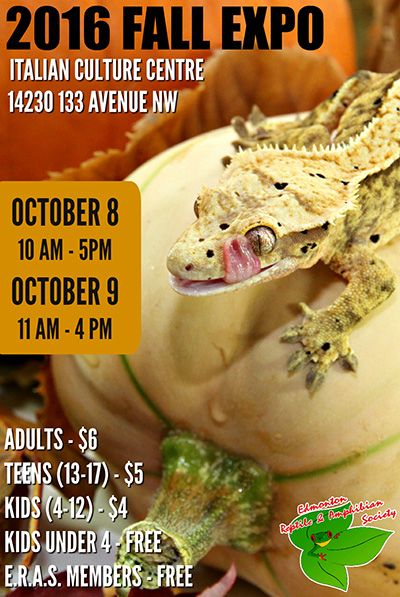 2016 FALL EXPO
ITALIAN CULTURE CENTRE
14230 133 AVENUE NW
OCTOBER 8
10 AM - 5PM
OCTOBER 9
11 AM - 4 PM
ADULTS - $6
TEENS (13-17) - $5
KIDS (4-12) - $4
KIDS UNDER 4 - FREE
E.R.A.S. MEMBERS - FREE
Edmonton
Reptile & Amphibian
Society